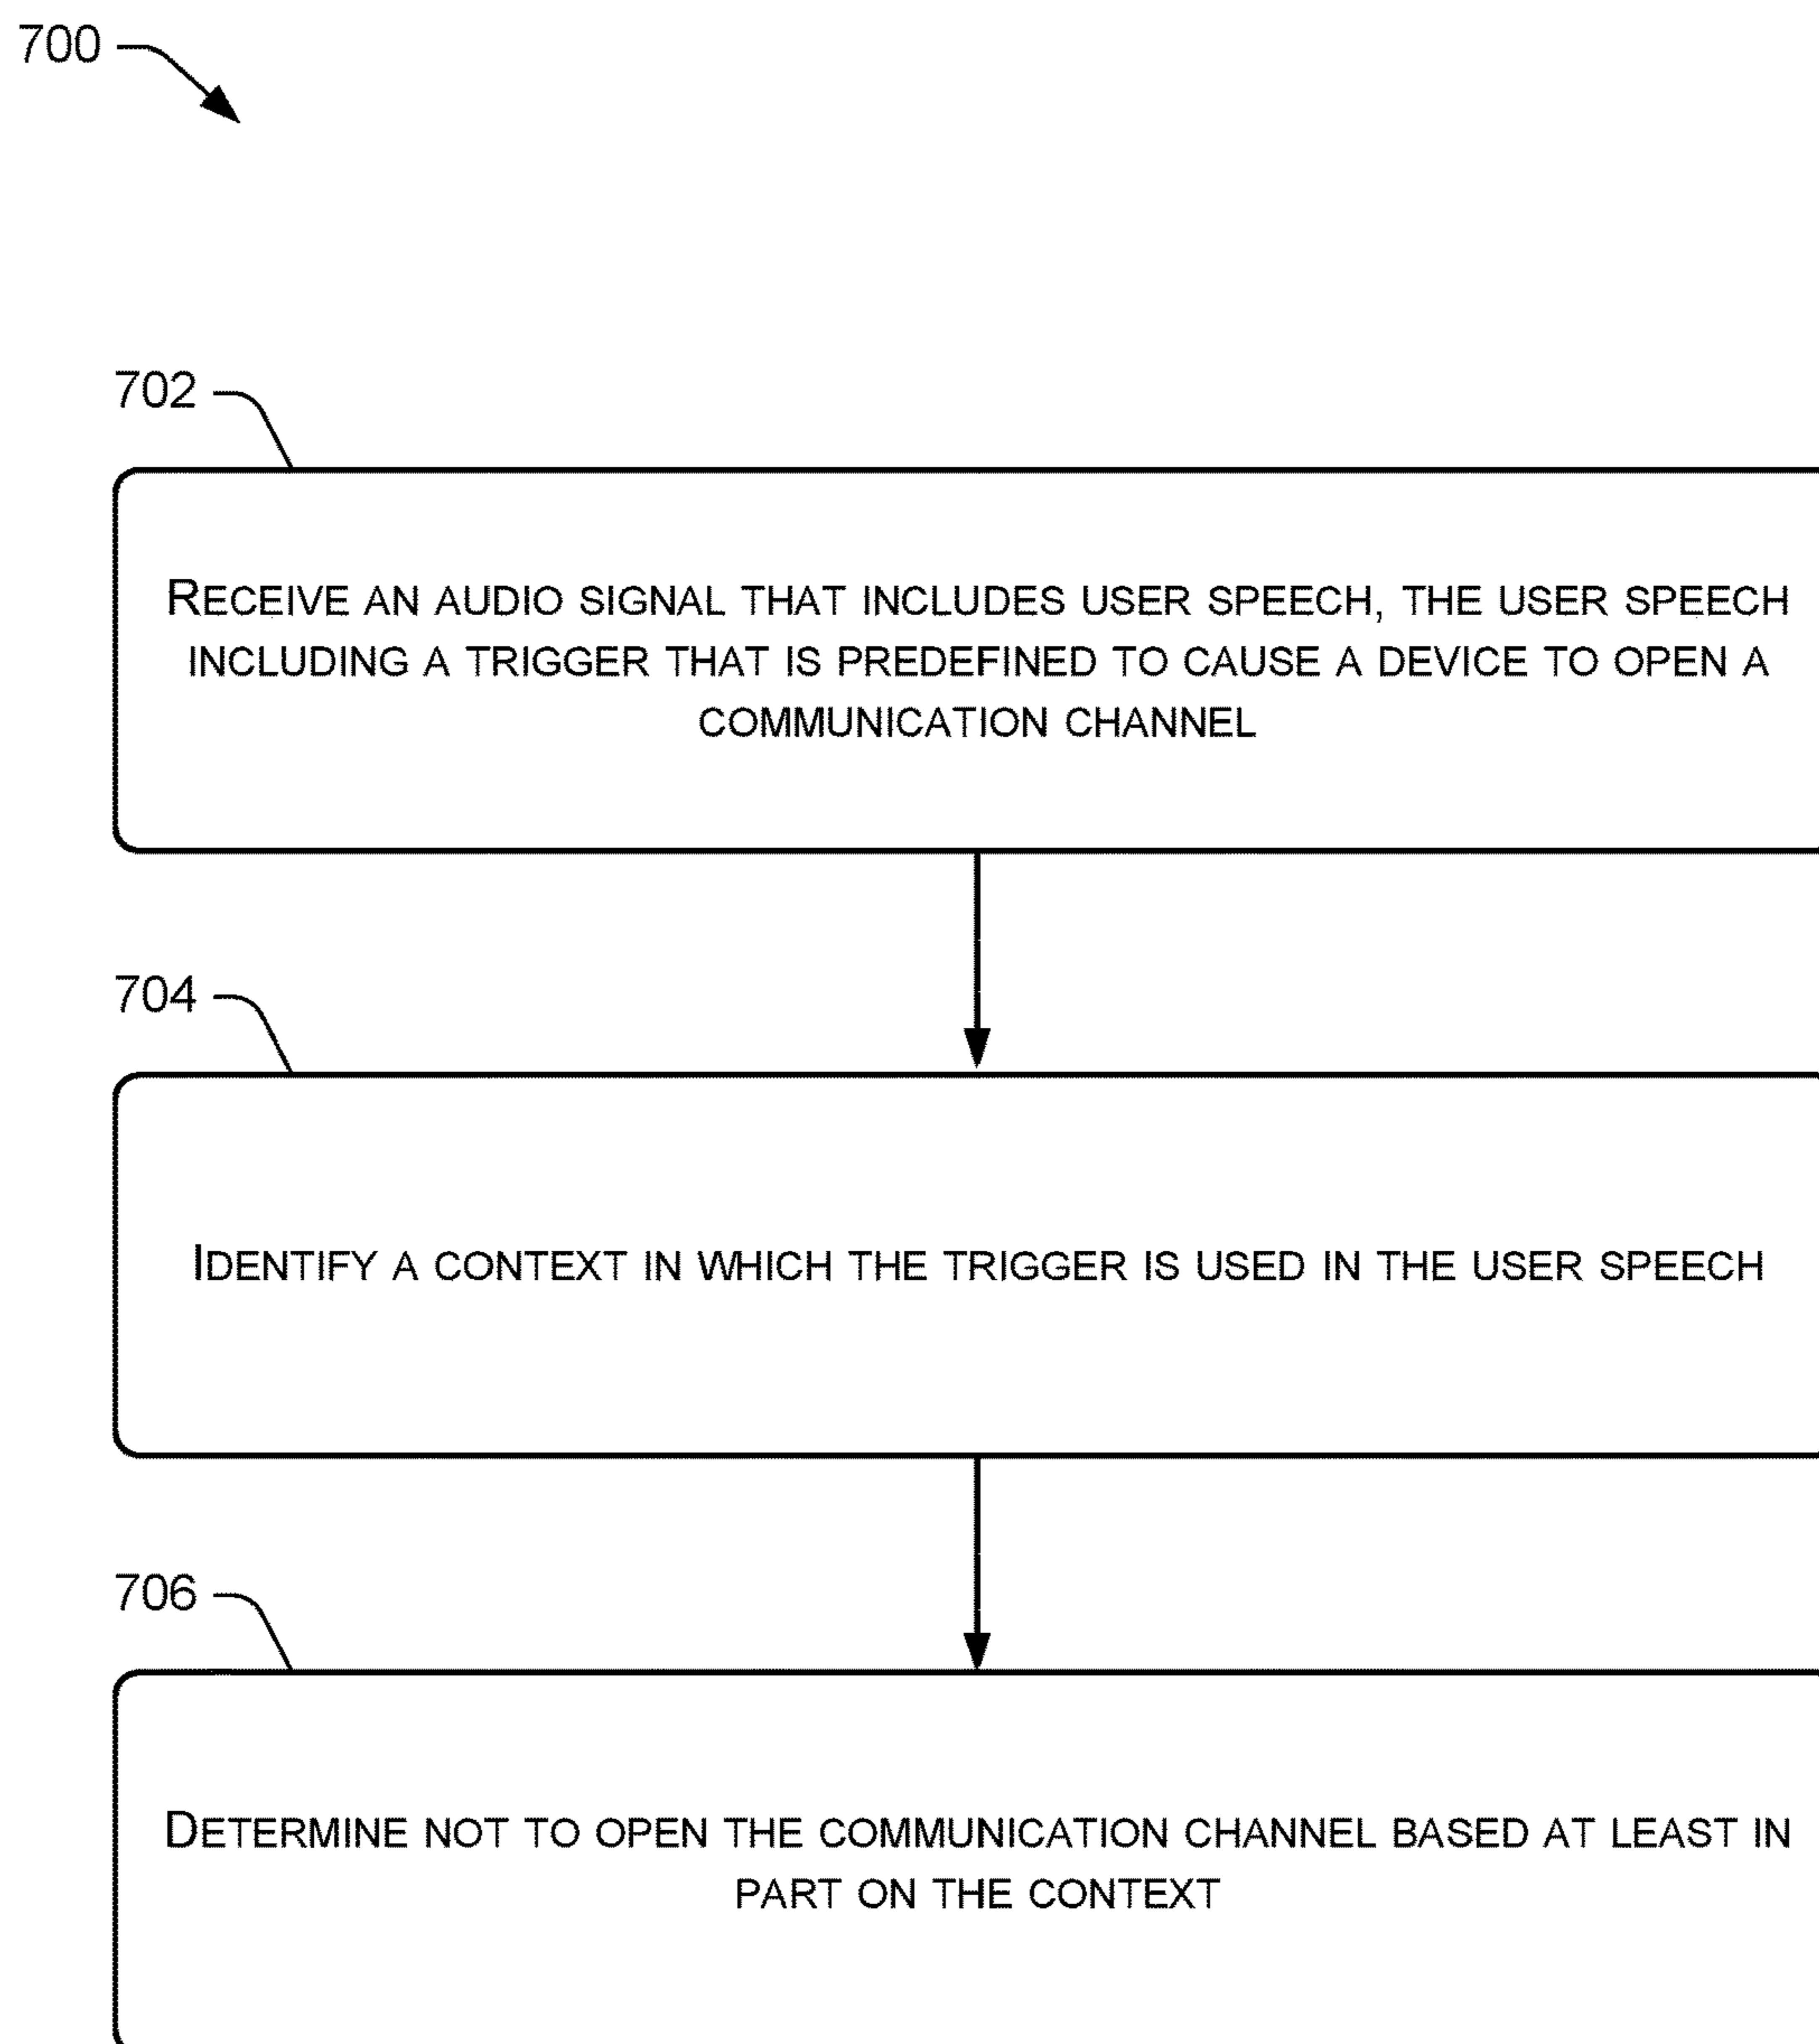 700
702
RECEIVE AN AUDIO SIGNAL THAT INCLUDES USER SPEECH, THE USER SPEECH
INCLUDING A TRIGGER THAT IS PREDEFINED TO CAUSE A DEVICE TO OPEN A
COMMUNICATION CHANNEL
704
IDENTIFY A CONTEXT IN WHICH THE TRIGGER IS USED IN THE USER SPEECH
706
DETERMINE NOT TO OPEN THE COMMUNICATION CHANNEL BASED AT LEAST IN
PART ON THE CONTEXT